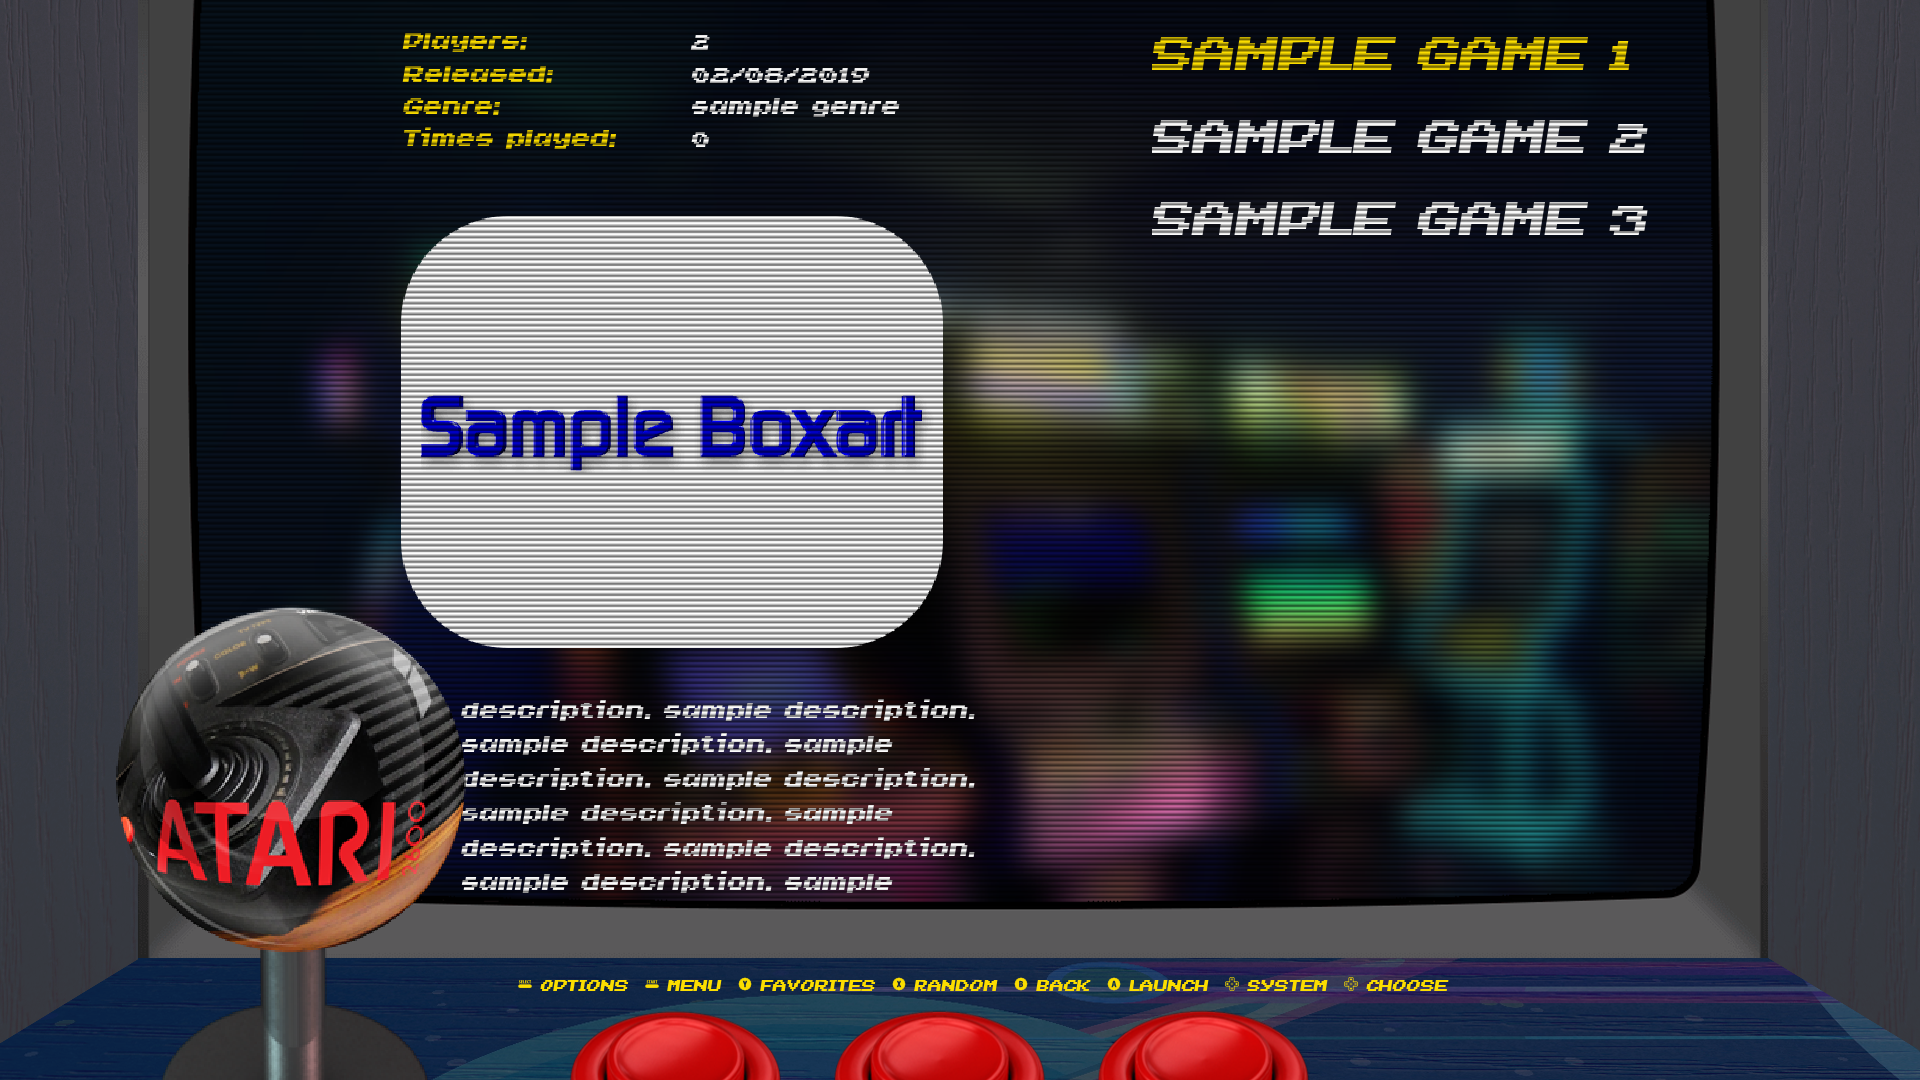 Players: 2
Released: 02/08/2019
Genre: sample genre
Times played: 0
SAMPLE GAME 1
SAMPLE GAME 2
SAMPLE GAME 3
Sample Boxart
description. sample description.
sample description. sample
description. sample description.
sample description. sample
description. sample description.
sample description. sample
COLOR
B-W
ATARI 2600
OPTIONS MENU Y FAVORITES X RANDOM B BACK A LAUNCH SYSTEM CHOOSE